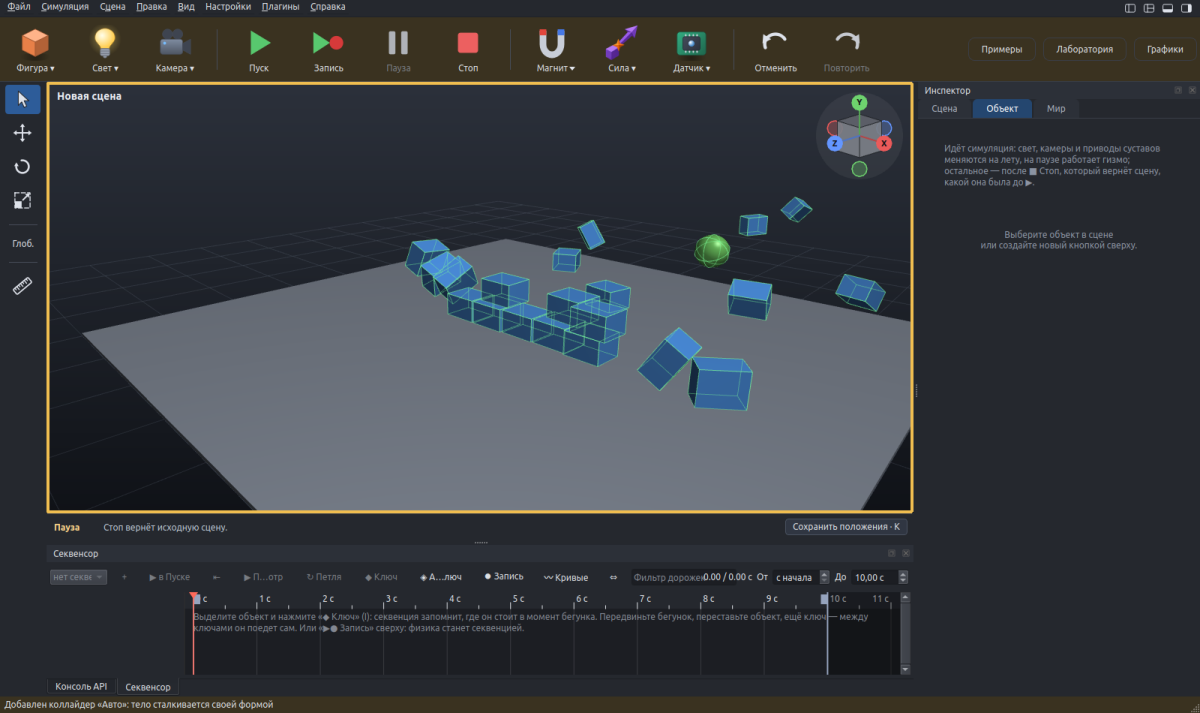 Файл Симуляция Сцена Правка Вид Настройки Плагины Справка
Фигура ▾ Свет ▾ Камера ▾ Пуск Запись Пауза Стоп Магнит ▾ Сила ▾ Датчик ▾ Отменить Повторить Примеры Лаборатория Графики
Новая сцена
Y
Z X
Глоб.
Инспектор
Сцена Объект Мир
Идёт симуляция: свет, камеры и приводы суставов
меняются на лету, на паузе работает гизмо;
остальное — после ■ Стоп, который вернёт сцену,
какой она была до ▶.
Выберите объект в сцене
или создайте новый кнопкой сверху.
Пауза Стоп вернёт исходную сцену. Сохранить положения · K
Секвенсор
нет секве + ▶ в Пуске ⇤ ▶ П…отр ↻ Петля ◆ Ключ ◈ А…люч ● Запись 〰 Кривые ⇔ Фильтр дорожек 0.00 / 0.00 с От с начала До 10,00 с
с 1 с 2 с 3 с 4 с 5 с 6 с 7 с 8 с 9 с 10 с 11 с
Выделите объект и нажмите «◆ Ключ» (I): секвенция запомнит, где он стоит в момент бегунка. Передвиньте бегунок, переставьте объект, ещё ключ — между
ключами он поедет сам. Или «▶● Запись» сверху: физика станет секвенцией.
Консоль API Секвенсор
Добавлен коллайдер «Авто»: тело сталкивается своей формой